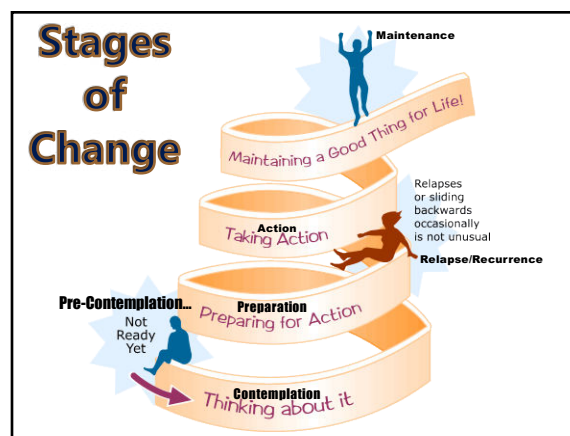 Stages
of
Change
Maintenance
Maintaining a Good Thing for Life!
Relapses
or sliding
backwards
occasionally
is not unusual
Action
Taking Action
Relapse/Recurrence
Pre-Contemplation...
Not
Ready
Yet
Preparation
Preparing for Action
Contemplation
Thinking about it